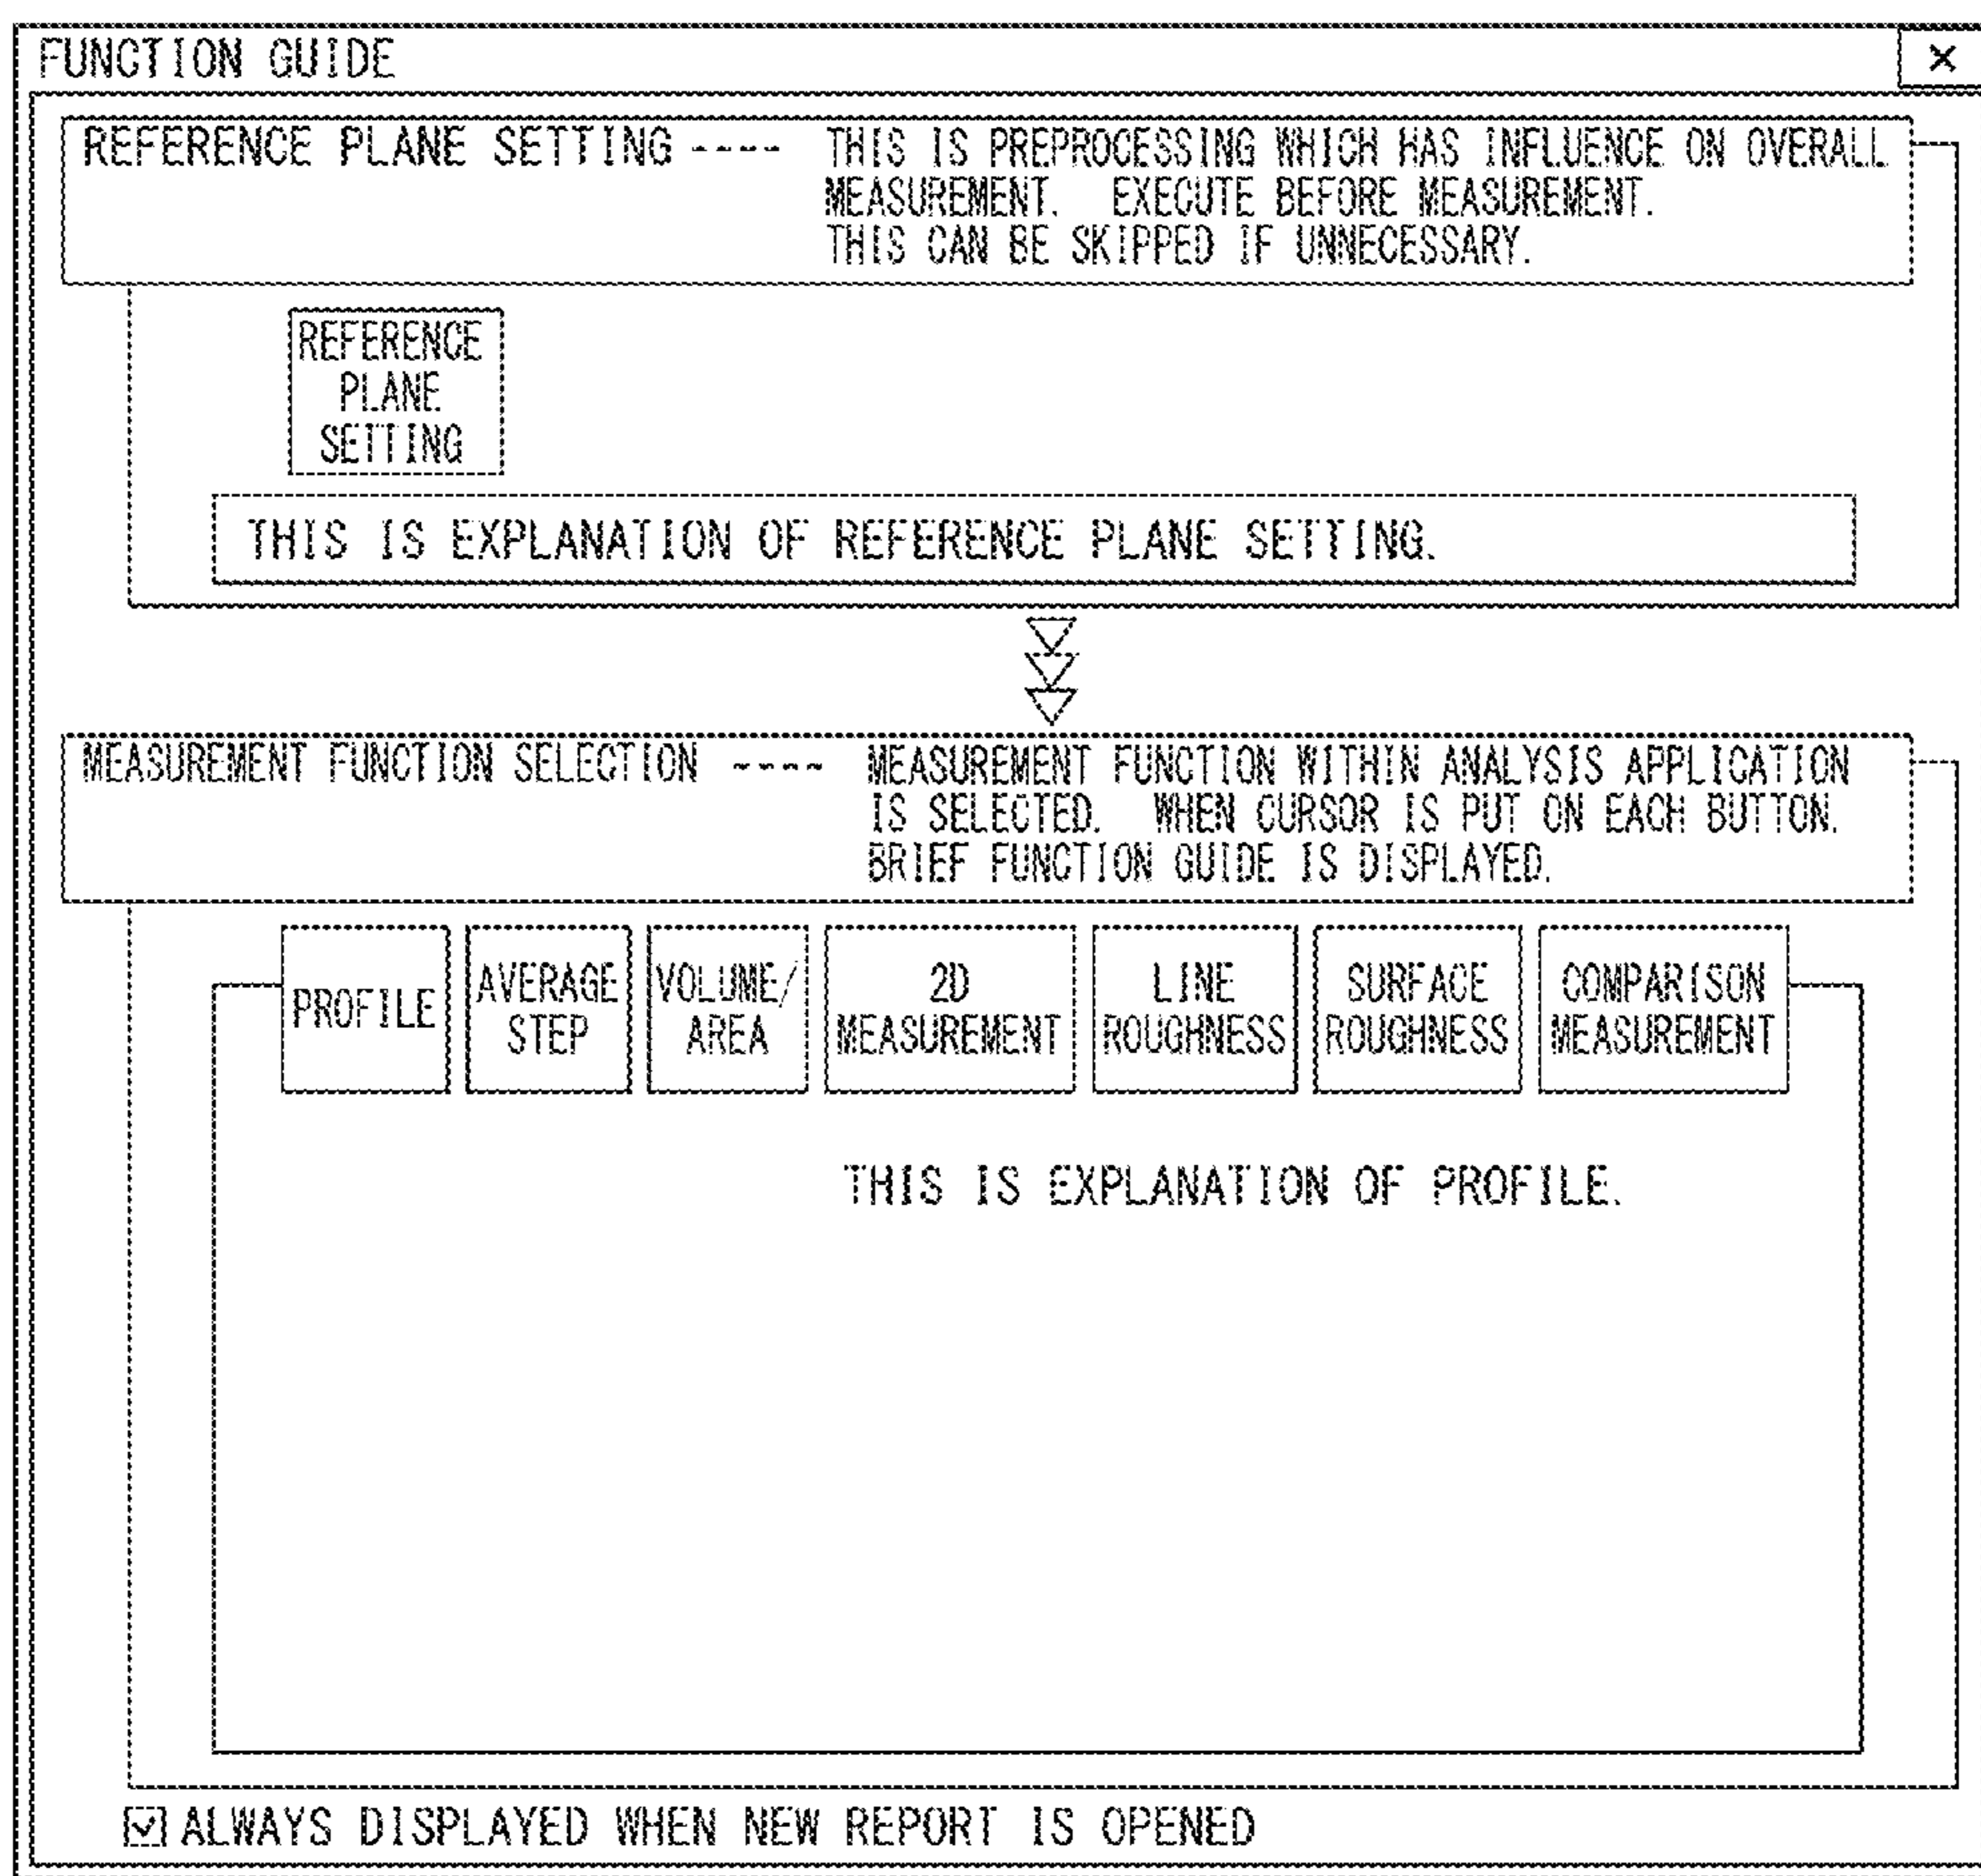 FUNCTION GUIDE ×
REFERENCE PLANE SETTING ---- THIS IS PREPROCESSING WHICH HAS INFLUENCE ON OVERALL
MEASUREMENT. EXECUTE BEFORE MEASUREMENT.
THIS CAN BE SKIPPED IF UNNECESSARY.
REFERENCE
PLANE
SETTING
THIS IS EXPLANATION OF REFERENCE PLANE SETTING.
MEASUREMENT FUNCTION SELECTION ---- MEASUREMENT FUNCTION WITHIN ANALYSIS APPLICATION
IS SELECTED. WHEN CURSOR IS PUT ON EACH BUTTON.
BRIEF FUNCTION GUIDE IS DISPLAYED.
PROFILE
AVERAGE
STEP
VOLUME/
AREA
2D
MEASUREMENT
LINE
ROUGHNESS
SURFACE
ROUGHNESS
COMPARISON
MEASUREMENT
THIS IS EXPLANATION OF PROFILE.
ALWAYS DISPLAYED WHEN NEW REPORT IS OPENED